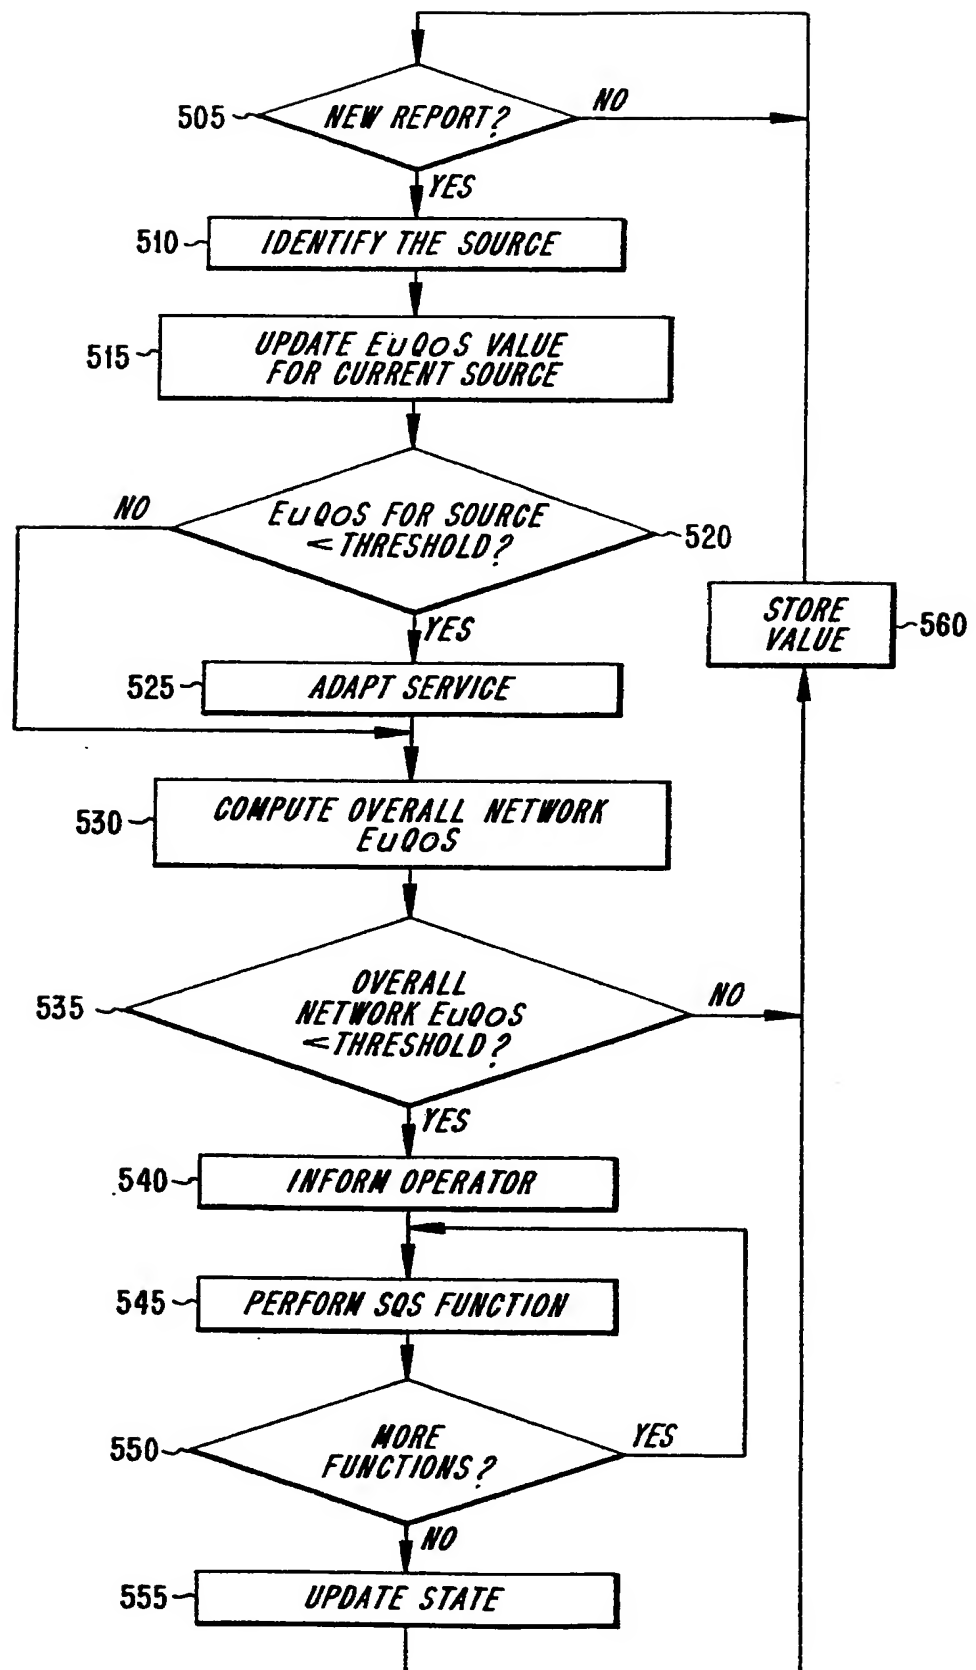 505
NEW REPORT?
NO
YES
510
IDENTIFY THE SOURCE
515
UPDATE EuQoS VALUE
FOR CURRENT SOURCE
NO
EuQoS FOR SOURCE
< THRESHOLD?
520
YES
STORE
VALUE
560
525
ADAPT SERVICE
530
COMPUTE OVERALL NETWORK
EuQoS
535
OVERALL
NETWORK EuQoS
< THRESHOLD?
NO
YES
540
INFORM OPERATOR
545
PERFORM SQS FUNCTION
550
MORE
FUNCTIONS?
YES
NO
555
UPDATE STATE